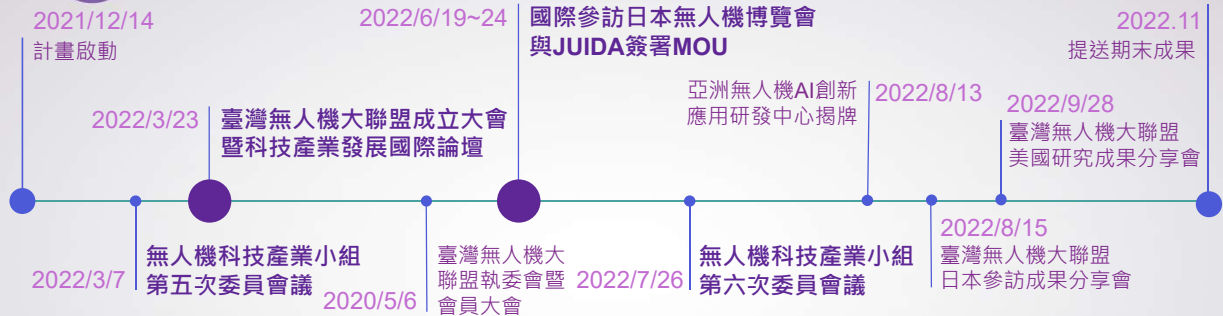 2021/12/14
計畫啟動
2022/3/23
臺灣無人機大聯盟成立大會
暨科技產業發展國際論壇
2022/6/19~24
國際參訪日本無人機博覽會
與JUIDA簽署MOU
亞洲無人機AI創新
應用研發中心揭牌
2022/8/13
2022/9/28
臺灣無人機大聯盟
美國研究成果分享會
2022.11
提送期末成果
2022/3/7
無人機科技產業小組
第五次委員會議
2020/5/6
臺灣無人機大
聯盟執委會暨
會員大會
2022/7/26
無人機科技產業小組
第六次委員會議
2022/8/15
臺灣無人機大聯盟
日本參訪成果分享會